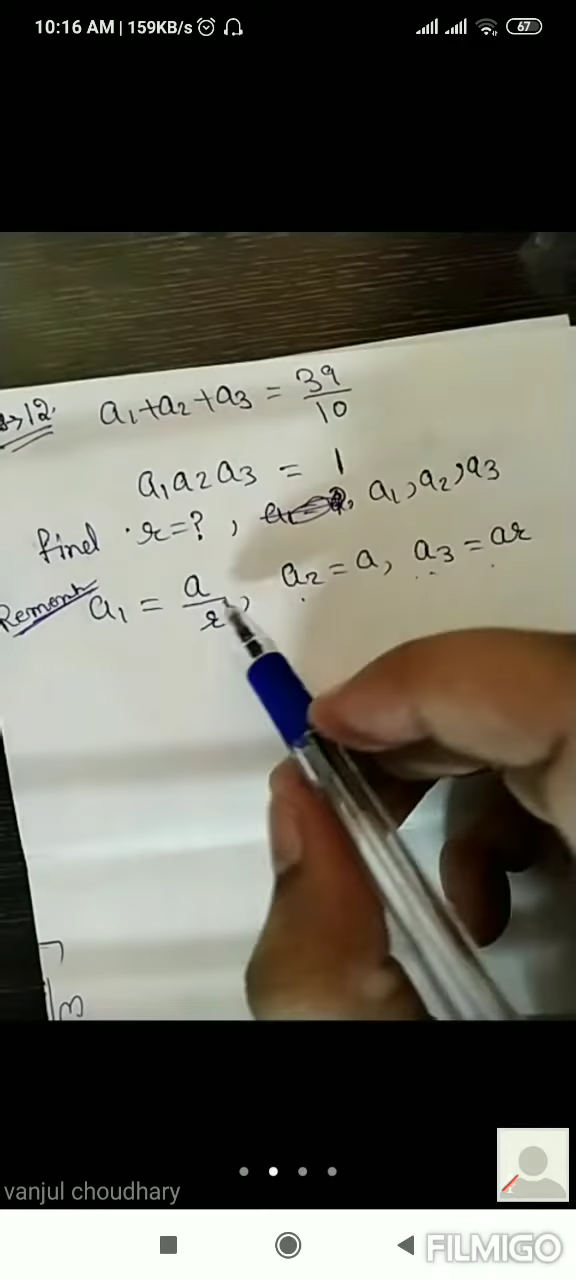 10:16 AM | 159KB/s
67
12.
a1+a2+a3 = 39/10
a1a2a3 = 1
find r=?, a1, a2, a3
a1 = a/r, a2 = a, a3 = ar
vanjul choudhary
FILMIGO